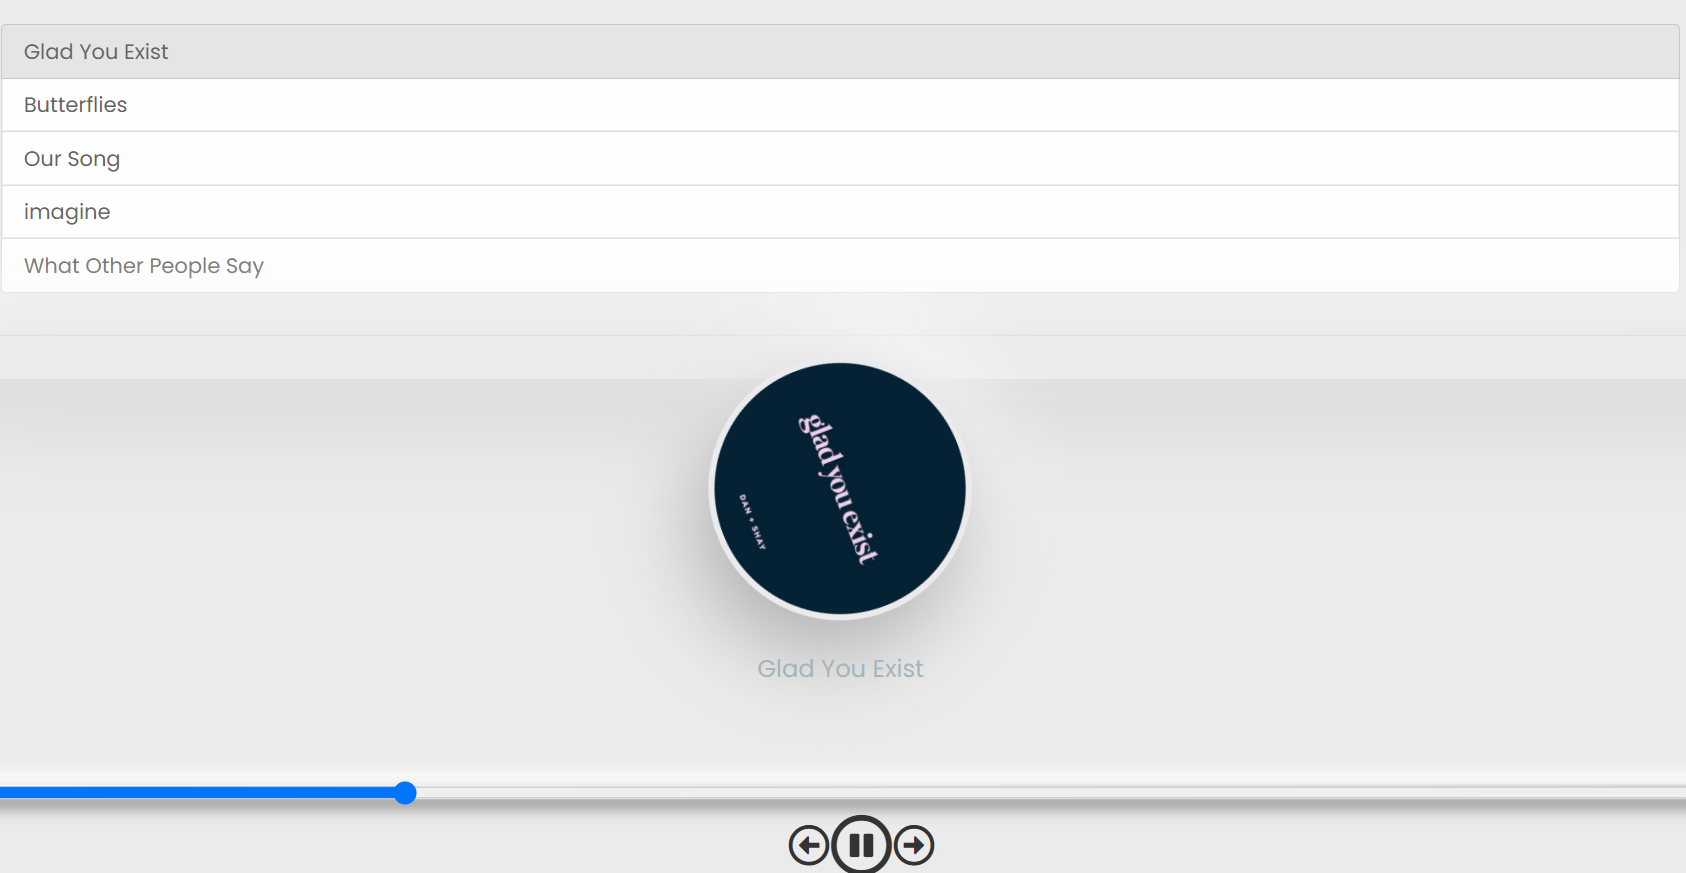 Glad You Exist
Butterflies
Our Song
imagine
What Other People Say
glad you exist
DAN + SHAY
Glad You Exist